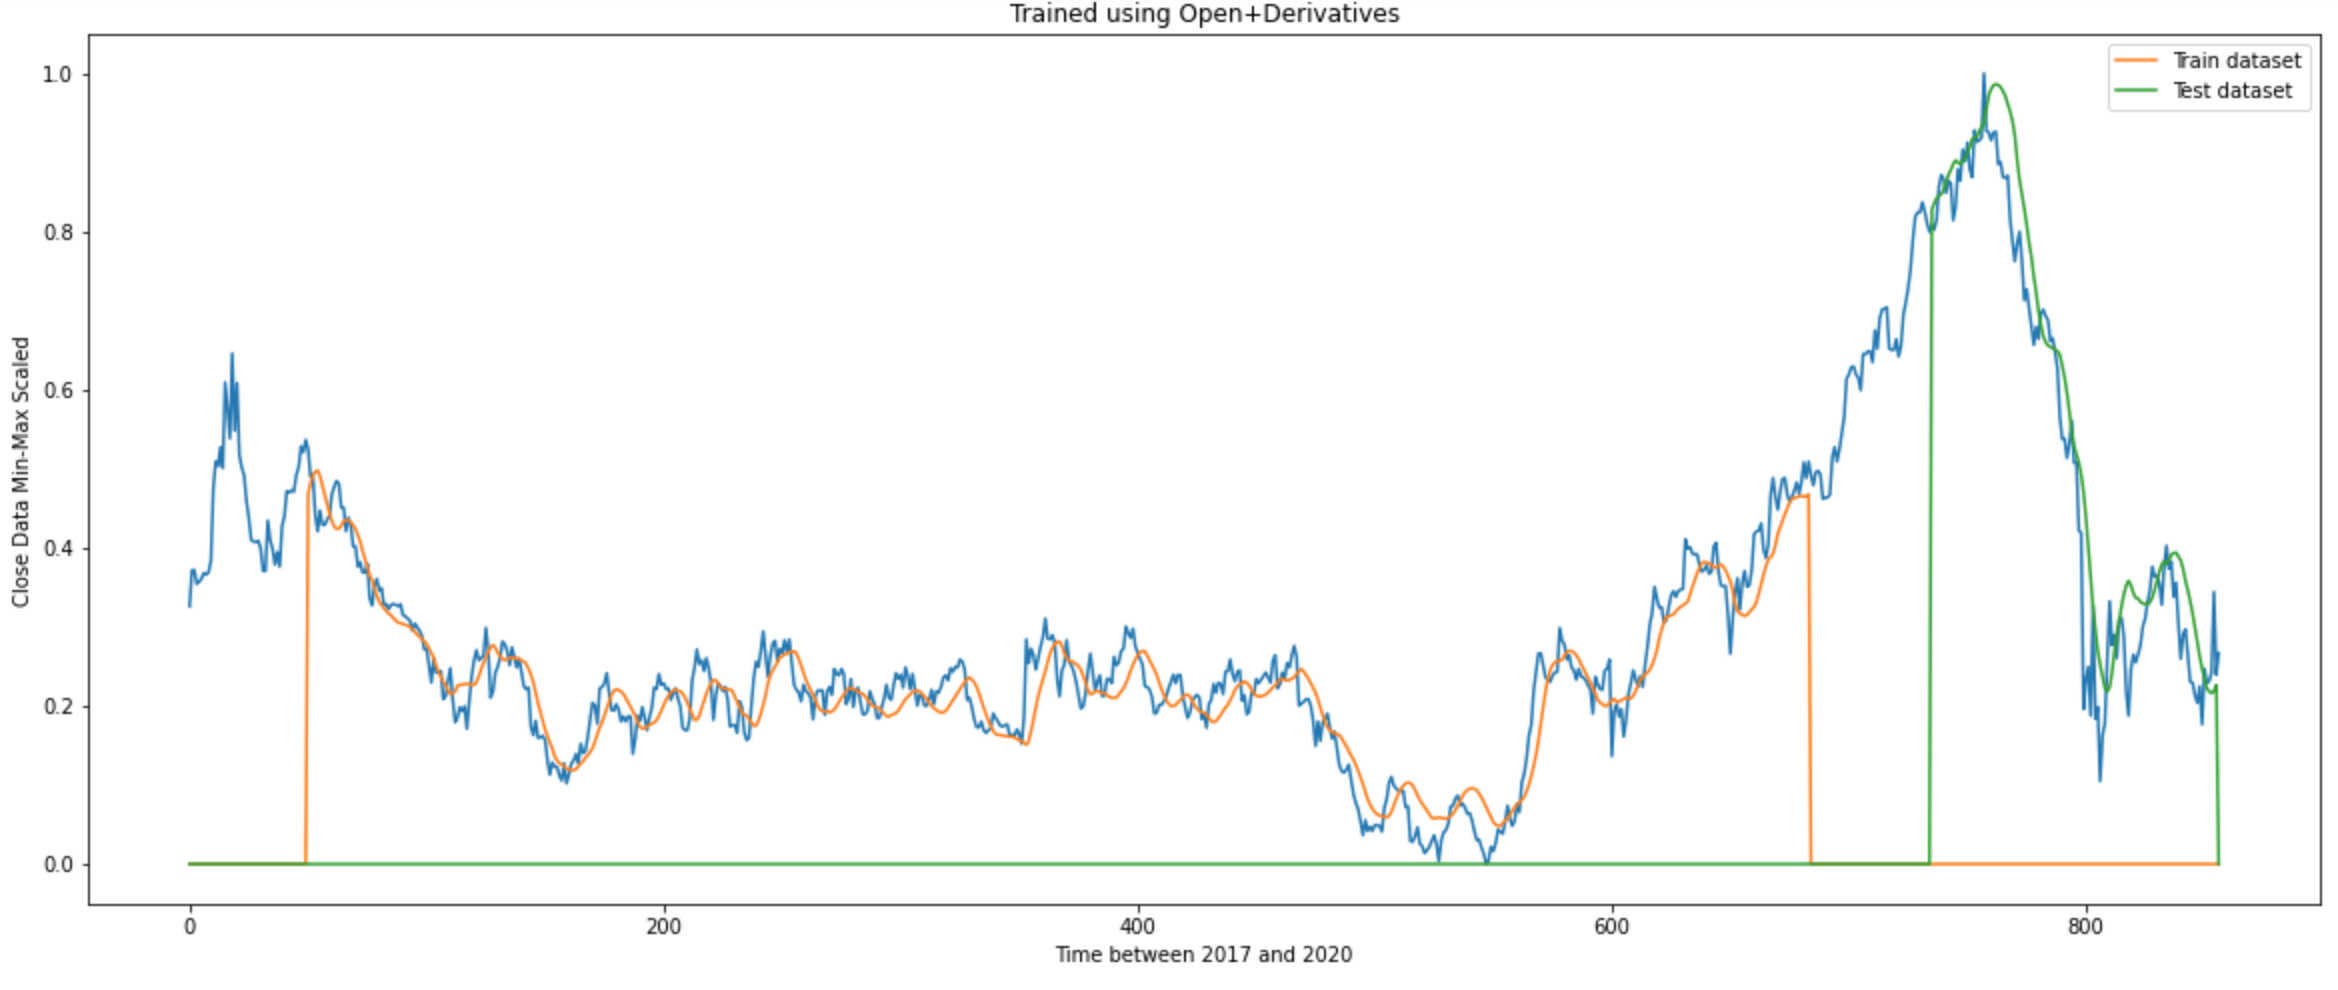 Trained using Open+Derivatives
Train dataset
Test dataset
Close Data Min-Max Scaled
1.0
0.8
0.6
0.4
0.2
0.0
0 200 400 600 800
Time between 2017 and 2020